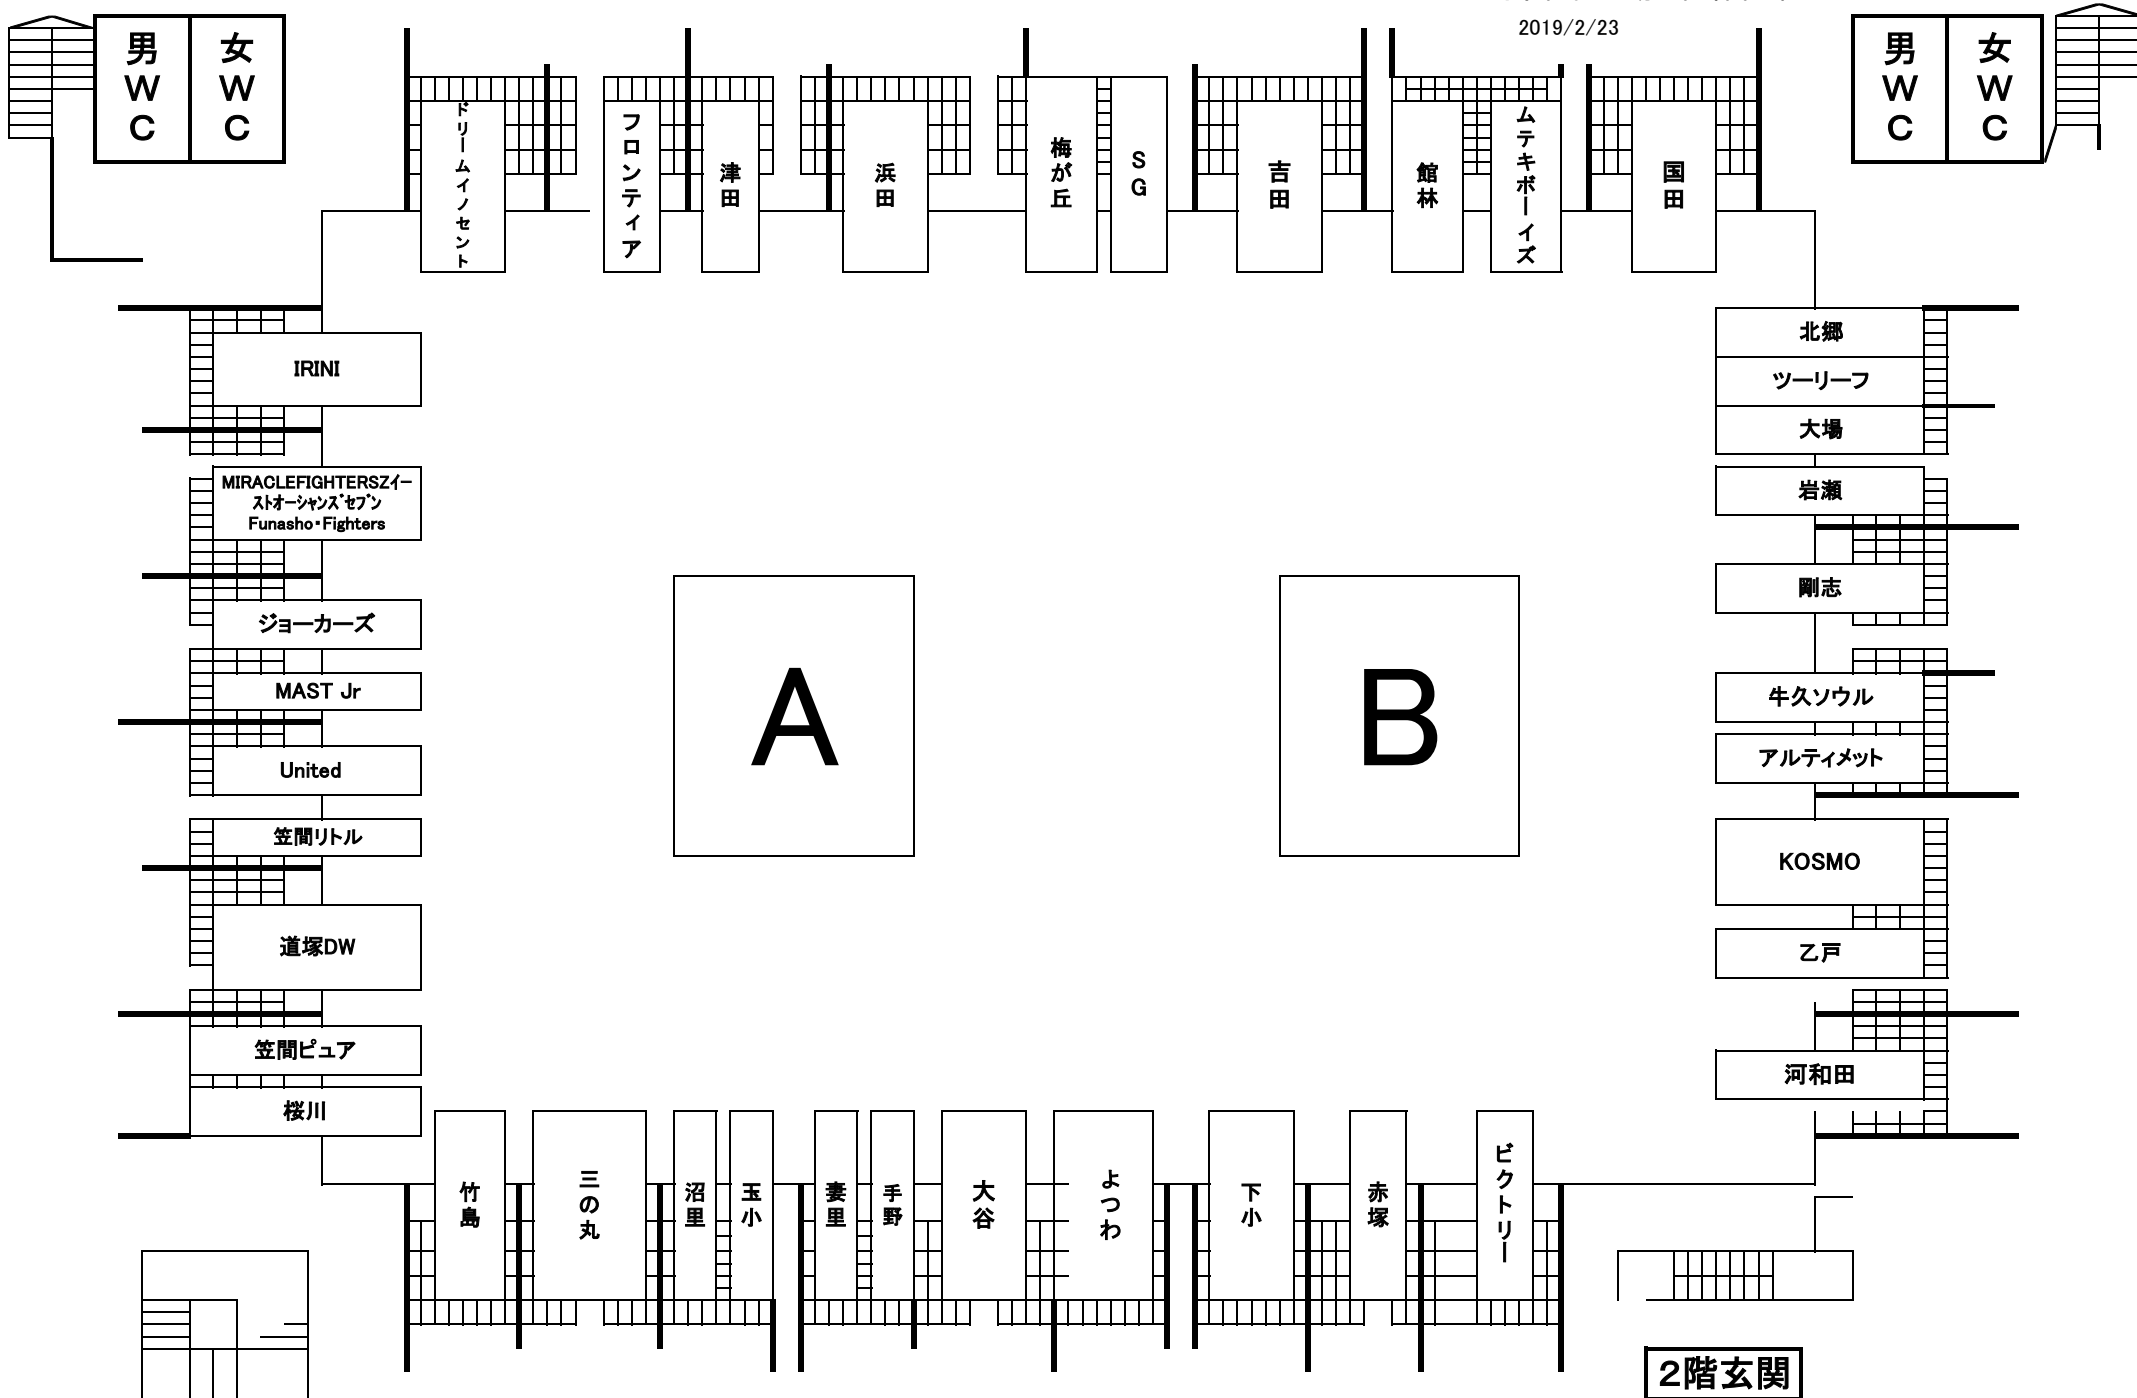 2019/2/23
男WC
女WC
男WC
女WC
ドリームイノセント
フロンティア
津田
浜田
梅が丘
SG
吉田
館林
ムテキボーイズ
国田
IRINI
MIRACLEFIGHTERSZイー
ストオーシャンズセブン
Funasho・Fighters
ジョーカーズ
MAST Jr
United
笠間リトル
道塚DW
笠間ピュア
桜川
A
B
北郷
ツーリーフ
大場
岩瀬
剛志
牛久ソウル
アルティメット
KOSMO
乙戸
河和田
竹島
三の丸
沼里
玉小
妻里
手野
大谷
よつわ
下小
赤塚
ビクトリー
2階玄関